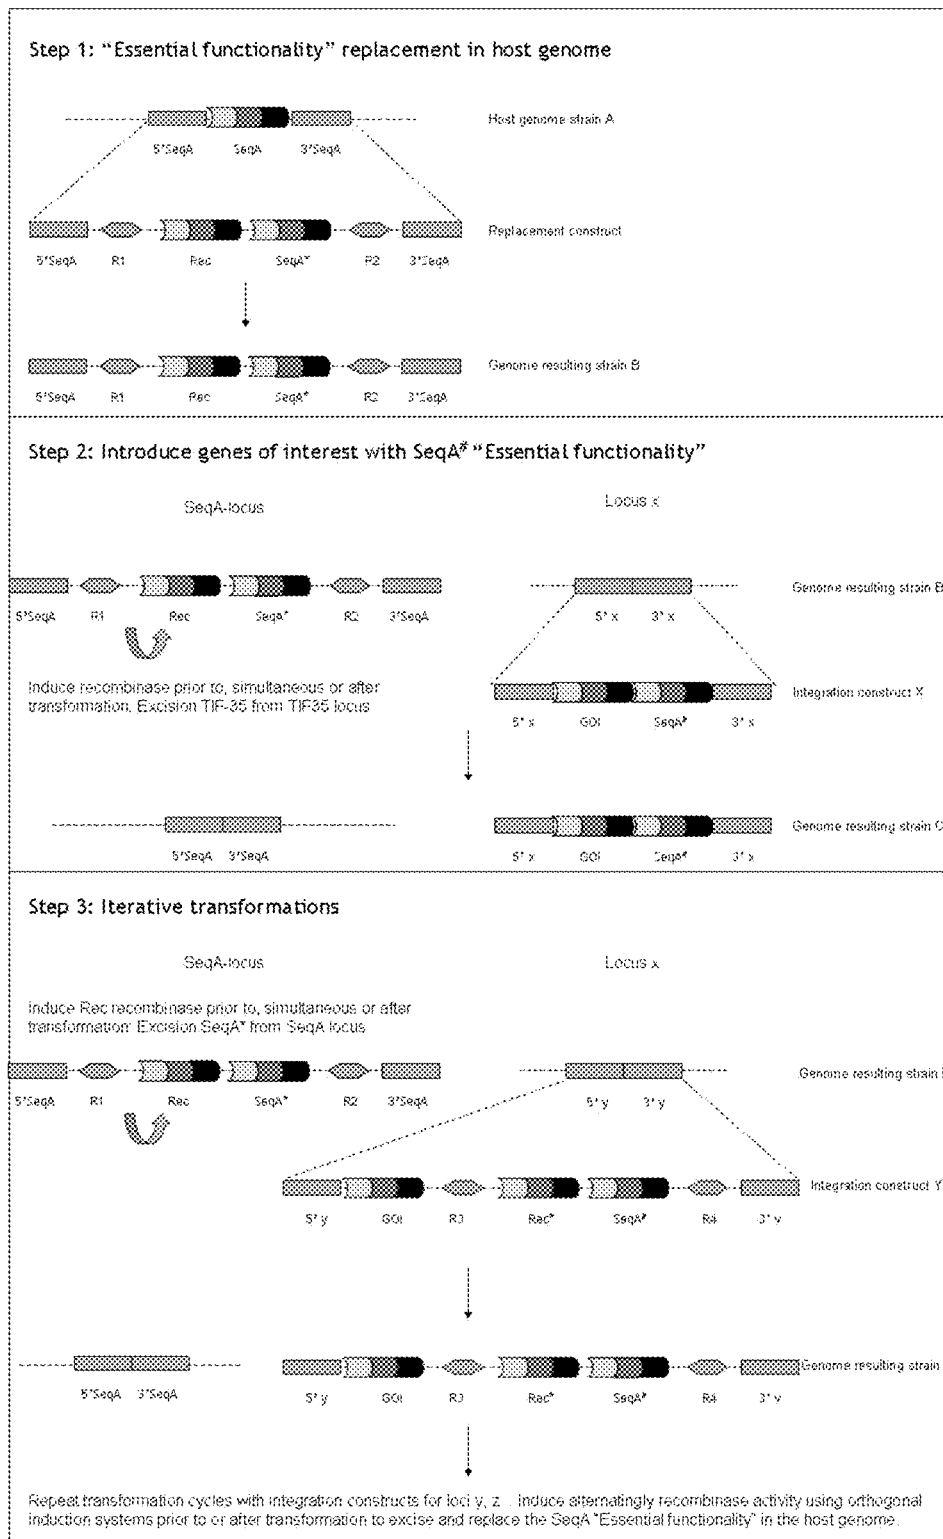 Step 1: “Essential functionality” replacement in host genome
Host genome strain A
5*SeqA SeqA 3*SeqA
Replacement construct
5*SeqA R1 Rec SeqA* R2 3*SeqA
Genome resulting strain B
5*SeqA R1 Rec SeqA* R2 3*SeqA
Step 2: Introduce genes of interest with SeqA# “Essential functionality”
SeqA-locus Locus x
Genome resulting strain B
5*SeqA R1 Rec SeqA* R2 3*SeqA 5* x 3* x
Induce recombinase prior to, simultaneous or after
transformation. Excision TIF-35 from TIF35 locus
Integration construct X
5* x GOI SeqA# 3* x
Genome resulting strain C
5*SeqA 3*SeqA 5* x GOI SeqA# 3* x
Step 3: Iterative transformations
SeqA-locus Locus x
Induce Rec recombinase prior to, simultaneous or after
transformation: Excision SeqA* from SeqA locus
Genome resulting strain
5*SeqA R1 Rec SeqA* R2 3*SeqA 5* y 3* y
Integration construct Y
5* y GOI R3 Rec* SeqA# R4 3* y
Genome resulting strain
5*SeqA 3*SeqA 5* y GOI R3 Rec* SeqA# R4 3* y
Repeat transformation cycles with integration constructs for loci y, z... induce alternatingly recombinase activity using orthogonal
induction systems prior to or after transformation to excise and replace the SeqA “Essential functionality” in the host genome.